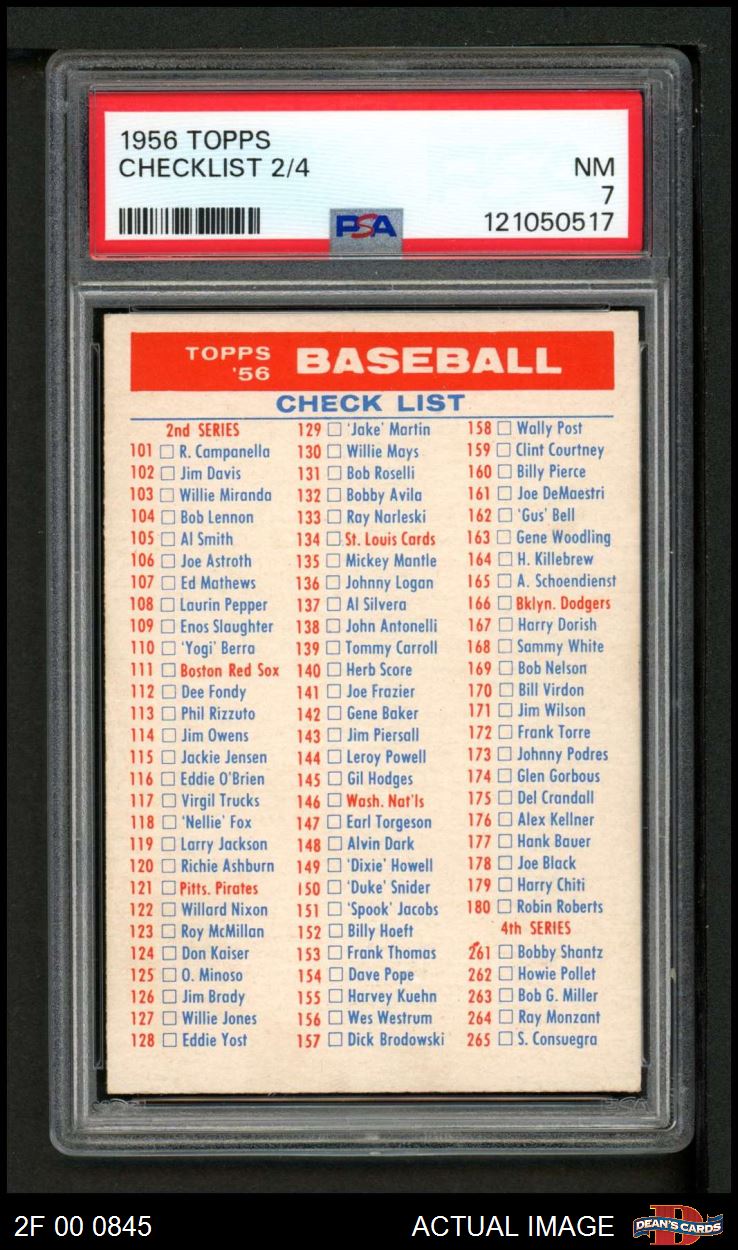 1956 TOPPS
CHECKLIST 2/4
NM
7
121050517
PSA
TOPPS
'56
BASEBALL
CHECK LIST
2nd SERIES
101 R. Campanella
102 Jim Davis
103 Willie Miranda
104 Bob Lennon
105 Al Smith
106 Joe Astroth
107 Ed Mathews
108 Laurin Pepper
109 Enos Slaughter
110 'Yogi' Berra
111 Boston Red Sox
112 Dee Fondy
113 Phil Rizzuto
114 Jim Owens
115 Jackie Jensen
116 Eddie O'Brien
117 Virgil Trucks
118 'Nellie' Fox
119 Larry Jackson
120 Richie Ashburn
121 Pitts. Pirates
122 Willard Nixon
123 Roy McMillan
124 Don Kaiser
125 O. Minoso
126 Jim Brady
127 Willie Jones
128 Eddie Yost
129 'Jake' Martin
130 Willie Mays
131 Bob Roselli
132 Bobby Avila
133 Ray Narleski
134 St. Louis Cards
135 Mickey Mantle
136 Johnny Logan
137 Al Silvera
138 John Antonelli
139 Tommy Carroll
140 Herb Score
141 Joe Frazier
142 Gene Baker
143 Jim Piersall
144 Leroy Powell
145 Gil Hodges
146 Wash. Nat'ls
147 Earl Torgeson
148 Alvin Dark
149 'Dixie' Howell
150 'Duke' Snider
151 'Spook' Jacobs
152 Billy Hoeft
153 Frank Thomas
154 Dave Pope
155 Harvey Kuehn
156 Wes Westrum
157 Dick Brodowski
158 Wally Post
159 Clint Courtney
160 Billy Pierce
161 Joe DeMaestri
162 'Gus' Bell
163 Gene Woodling
164 H. Killebrew
165 A. Schoendienst
166 Bklyn. Dodgers
167 Harry Dorish
168 Sammy White
169 Bob Nelson
170 Bill Virdon
171 Jim Wilson
172 Frank Torre
173 Johnny Podres
174 Glen Gorbous
175 Del Crandall
176 Alex Kellner
177 Hank Bauer
178 Joe Black
179 Harry Chiti
180 Robin Roberts
4th SERIES
261 Bobby Shantz
262 Howie Pollet
263 Bob G. Miller
264 Ray Monzant
265 S. Consuegra
2F 00 0845
ACTUAL IMAGE
DEAN'S CARDS